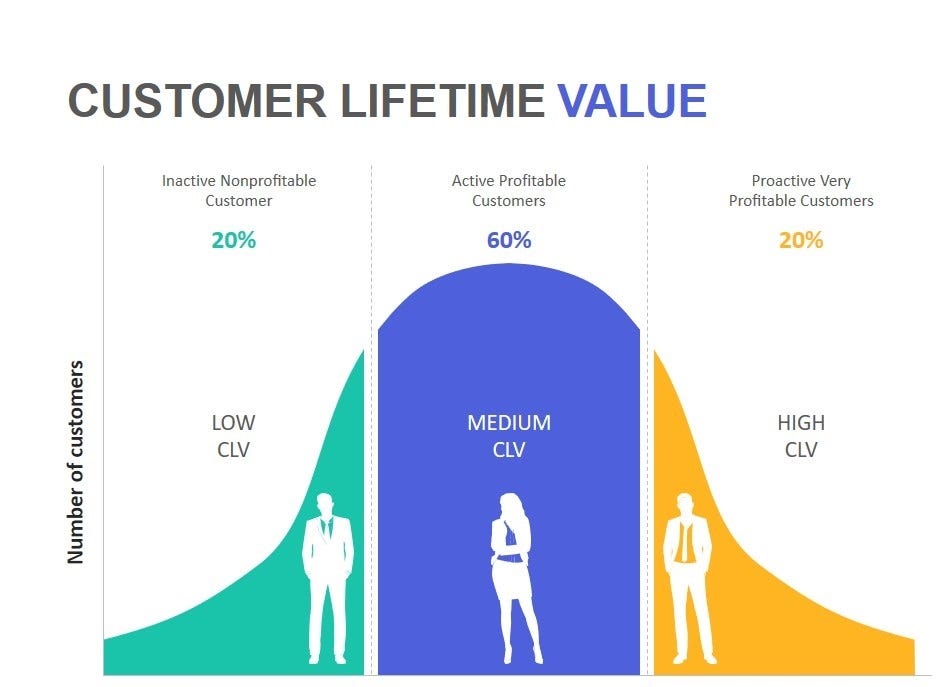 CUSTOMER LIFETIME VALUE
Inactive Nonprofitable
Customer
20%
Active Profitable
Customers
60%
Proactive Very
Profitable Customers
20%
Number of customers
LOW
CLV
MEDIUM
CLV
HIGH
CLV